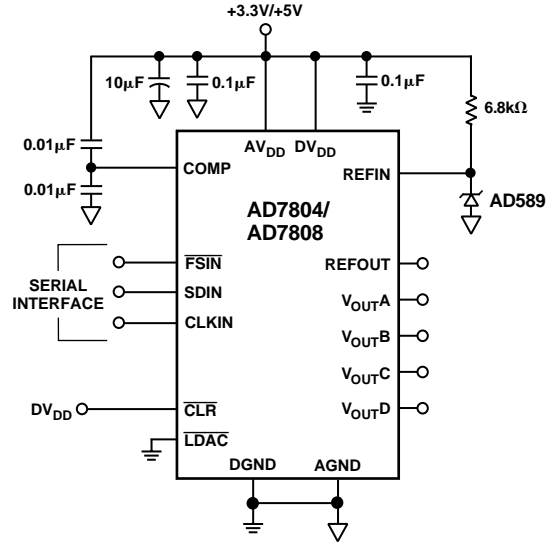 +3.3V/+5V
10μF
0.1μF
0.1μF
6.8kΩ
0.01μF
0.01μF
AVDD
DVDD
COMP
REFIN
AD7804/
AD7808
AD589
FSIN
SDIN
CLKIN
SERIAL
INTERFACE
REFOUT
VOUTA
VOUTB
VOUTC
VOUTD
DVDD
CLR
LDAC
DGND
AGND